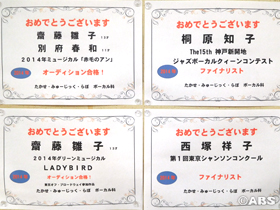 おめでとうございます
齋藤 雛子
別府 春和
2014年ミュージカル「赤毛のアン」
オーディション合格！
たかせ・みゅーじっく・らぼ ボーカル科
おめでとうございます
桐原 知子
The15th 神戸新開地
ジャズボーカルクィーンコンテスト
ファイナリスト
たかせ・みゅーじっく・らぼ ボーカル科
おめでとうございます
齋藤 雛子
2014年グリーンミュージカル
LADYBIRD
オーディション合格！
たかせ・みゅーじっく・らぼ ボーカル科
おめでとうございます
西塚 祥子
第1回東京シャンソンコンクール
ファイナリスト
たかせ・みゅーじっく・らぼ ボーカル科
©ABS